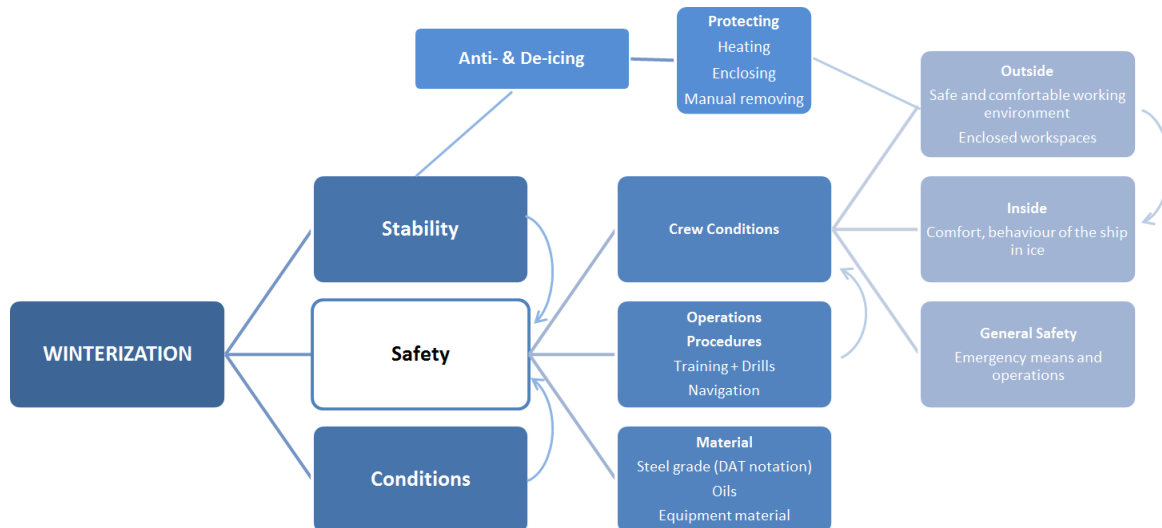 Anti- & De-icing
Protecting
Heating
Enclosing
Manual removing
Outside
Safe and comfortable working
environment
Enclosed workspaces
Stability
Crew Conditions
Inside
Comfort, behaviour of the ship
in ice
WINTERIZATION
Safety
Operations
Procedures
Training + Drills
Navigation
General Safety
Emergency means and
operations
Conditions
Material
Steel grade (DAT notation)
Oils
Equipment material